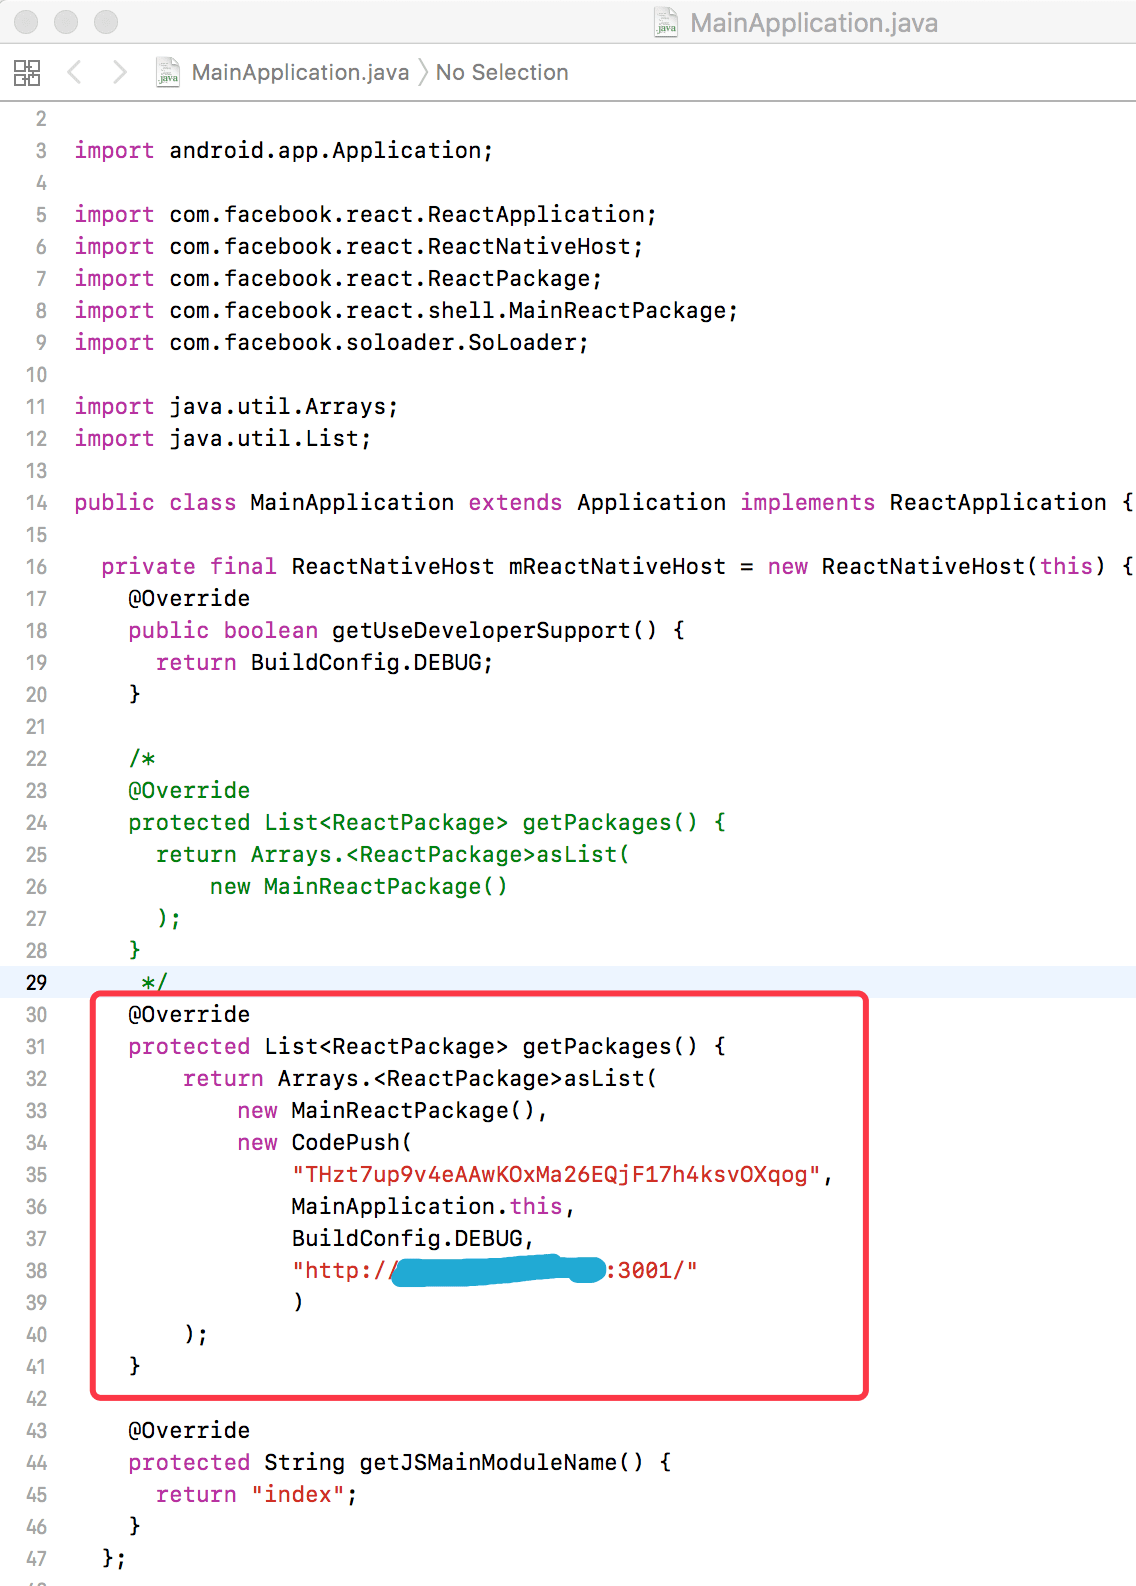 MainApplication.java
MainApplication.java 〉 No Selection
2
3 import android.app.Application;
4
5 import com.facebook.react.ReactApplication;
6 import com.facebook.react.ReactNativeHost;
7 import com.facebook.react.ReactPackage;
8 import com.facebook.react.shell.MainReactPackage;
9 import com.facebook.soloader.SoLoader;
10
11 import java.util.Arrays;
12 import java.util.List;
13
14 public class MainApplication extends Application implements ReactApplication {
15
16 private final ReactNativeHost mReactNativeHost = new ReactNativeHost(this) {
17 @Override
18 public boolean getUseDeveloperSupport() {
19 return BuildConfig.DEBUG;
20 }
21
22 /*
23 @Override
24 protected List<ReactPackage> getPackages() {
25 return Arrays.<ReactPackage>asList(
26 new MainReactPackage()
27 );
28 }
29 */
30 @Override
31 protected List<ReactPackage> getPackages() {
32 return Arrays.<ReactPackage>asList(
33 new MainReactPackage(),
34 new CodePush(
35 "THzt7up9v4eAAwKOxMa26EQjF17h4ksvOXqog",
36 MainApplication.this,
37 BuildConfig.DEBUG,
38 "http://:3001/"
39 )
40 );
41 }
42
43 @Override
44 protected String getJSMainModuleName() {
45 return "index";
46 }
47 };